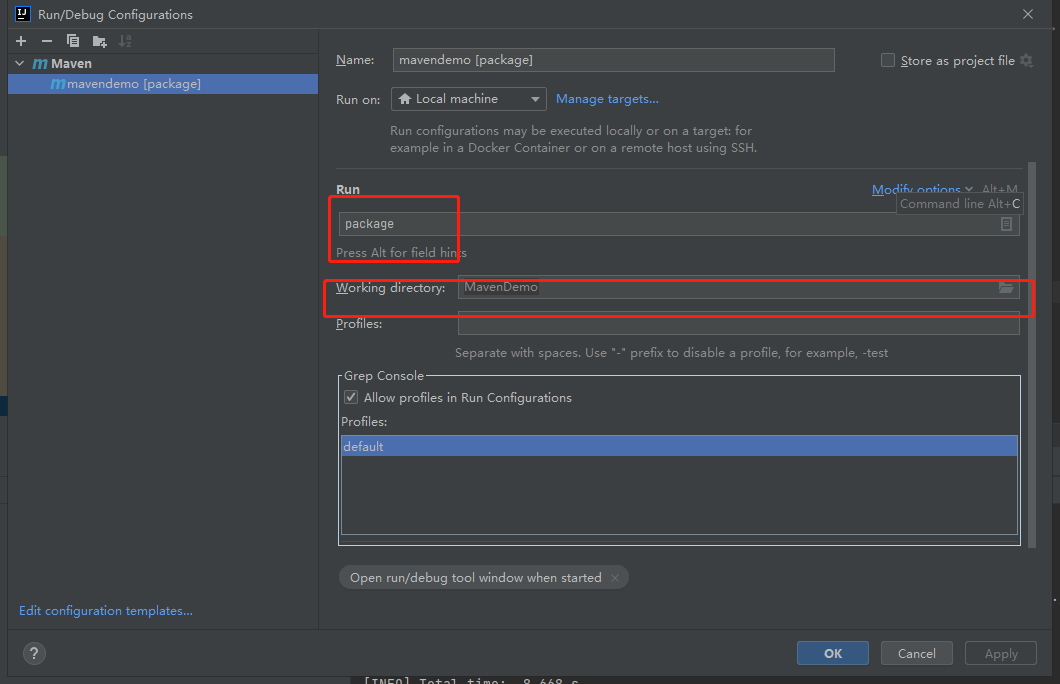 Run/Debug Configurations
Maven
mavendemo [package]
Edit configuration templates...
Name: mavendemo [package]
Store as project file
Run on: Local machine Manage targets...
Run configurations may be executed locally or on a target: for
example in a Docker Container or on a remote host using SSH.
Run Modify options Alt+M
Command line Alt+C
package
Press Alt for field hints
Working directory: MavenDemo
Profiles:
Separate with spaces. Use "-" prefix to disable a profile, for example, -test
Grep Console
Allow profiles in Run Configurations
Profiles:
default
Open run/debug tool window when started
? OK Cancel Apply
[INFO] Total time: 8.668 s